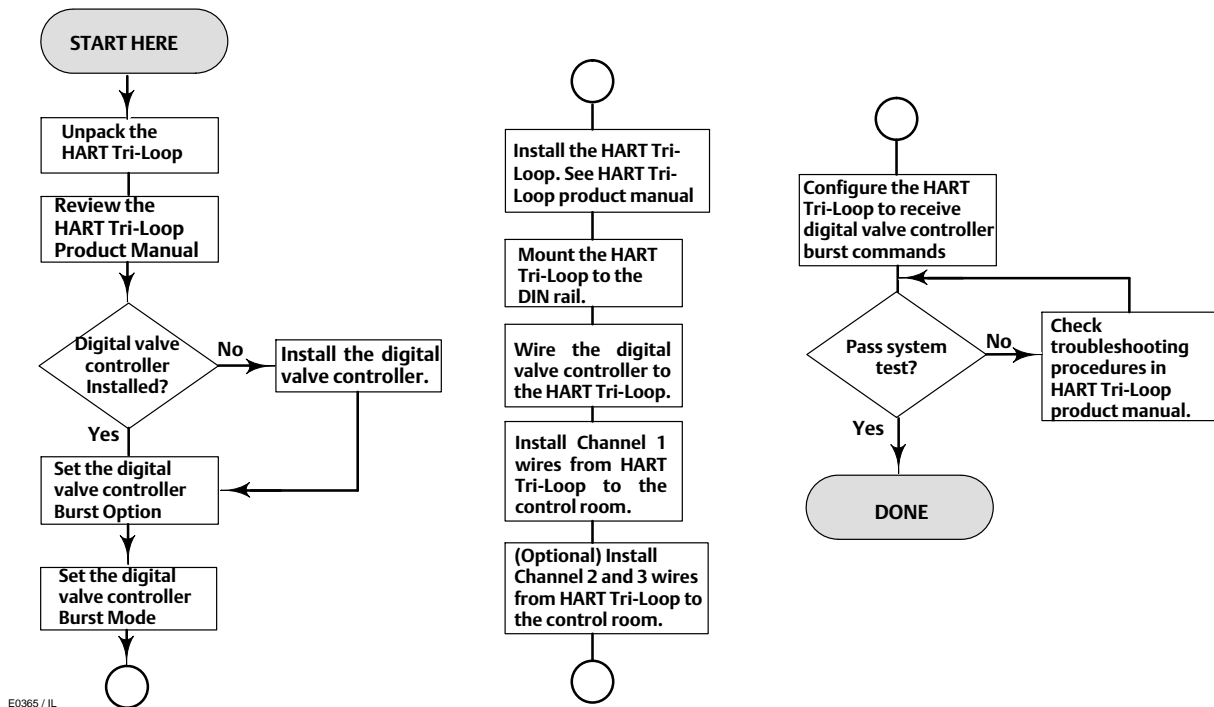 START HERE
Unpack the
HART Tri-Loop
Review the
HART Tri-Loop
Product Manual
Digital valve
controller
Installed?
No
Install the digital
valve controller.
Yes
Set the digital
valve controller
Burst Option
Set the digital
valve controller
Burst Mode
E0365 / IL
Install the HART Tri-
Loop. See HART Tri-
Loop product manual
Mount the HART
Tri-Loop to the
DIN rail.
Wire the digital
valve controller to
the HART Tri-Loop.
Install Channel 1
wires from HART
Tri-Loop to the
control room.
(Optional) Install
Channel 2 and 3 wires
from HART Tri-Loop to
the control room.
Configure the HART
Tri-Loop to receive
digital valve controller
burst commands
Pass system
test?
No
Check
troubleshooting
procedures in
HART Tri-Loop
product manual.
Yes
DONE